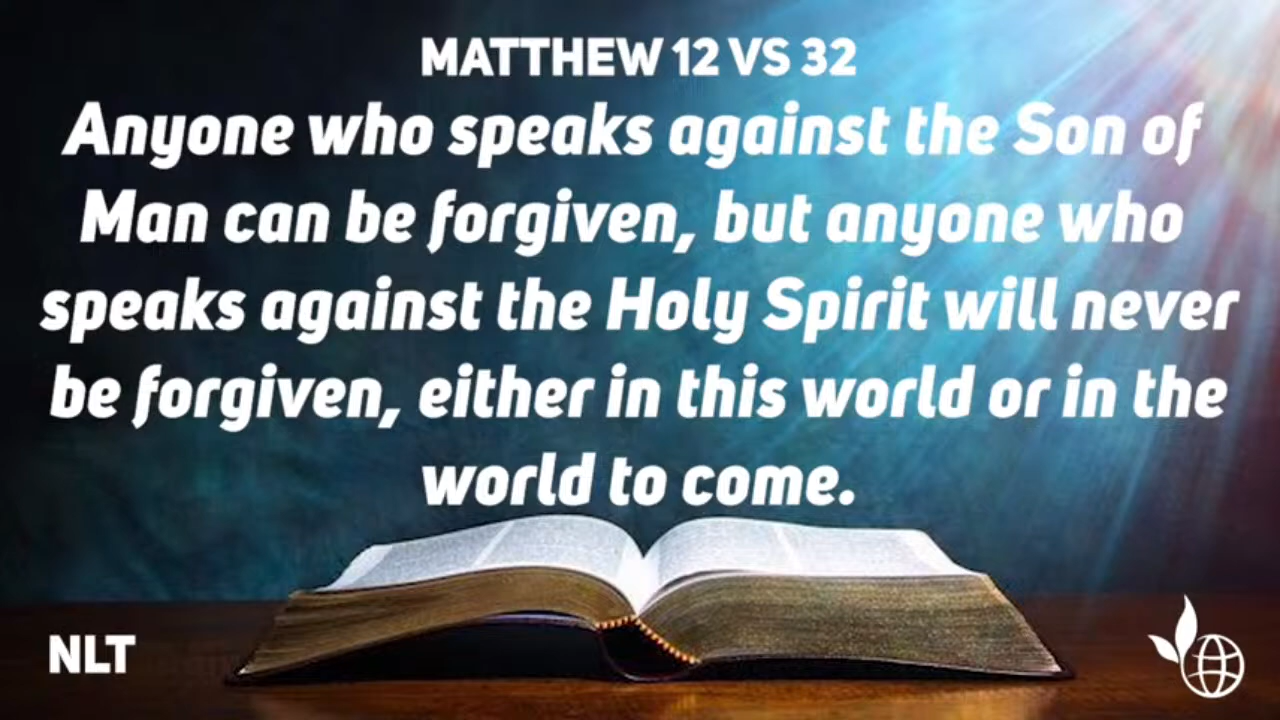 MATTHEW 12 VS 32
Anyone who speaks against the Son of
Man can be forgiven, but anyone who
speaks against the Holy Spirit will never
be forgiven, either in this world or in the
world to come.
NLT